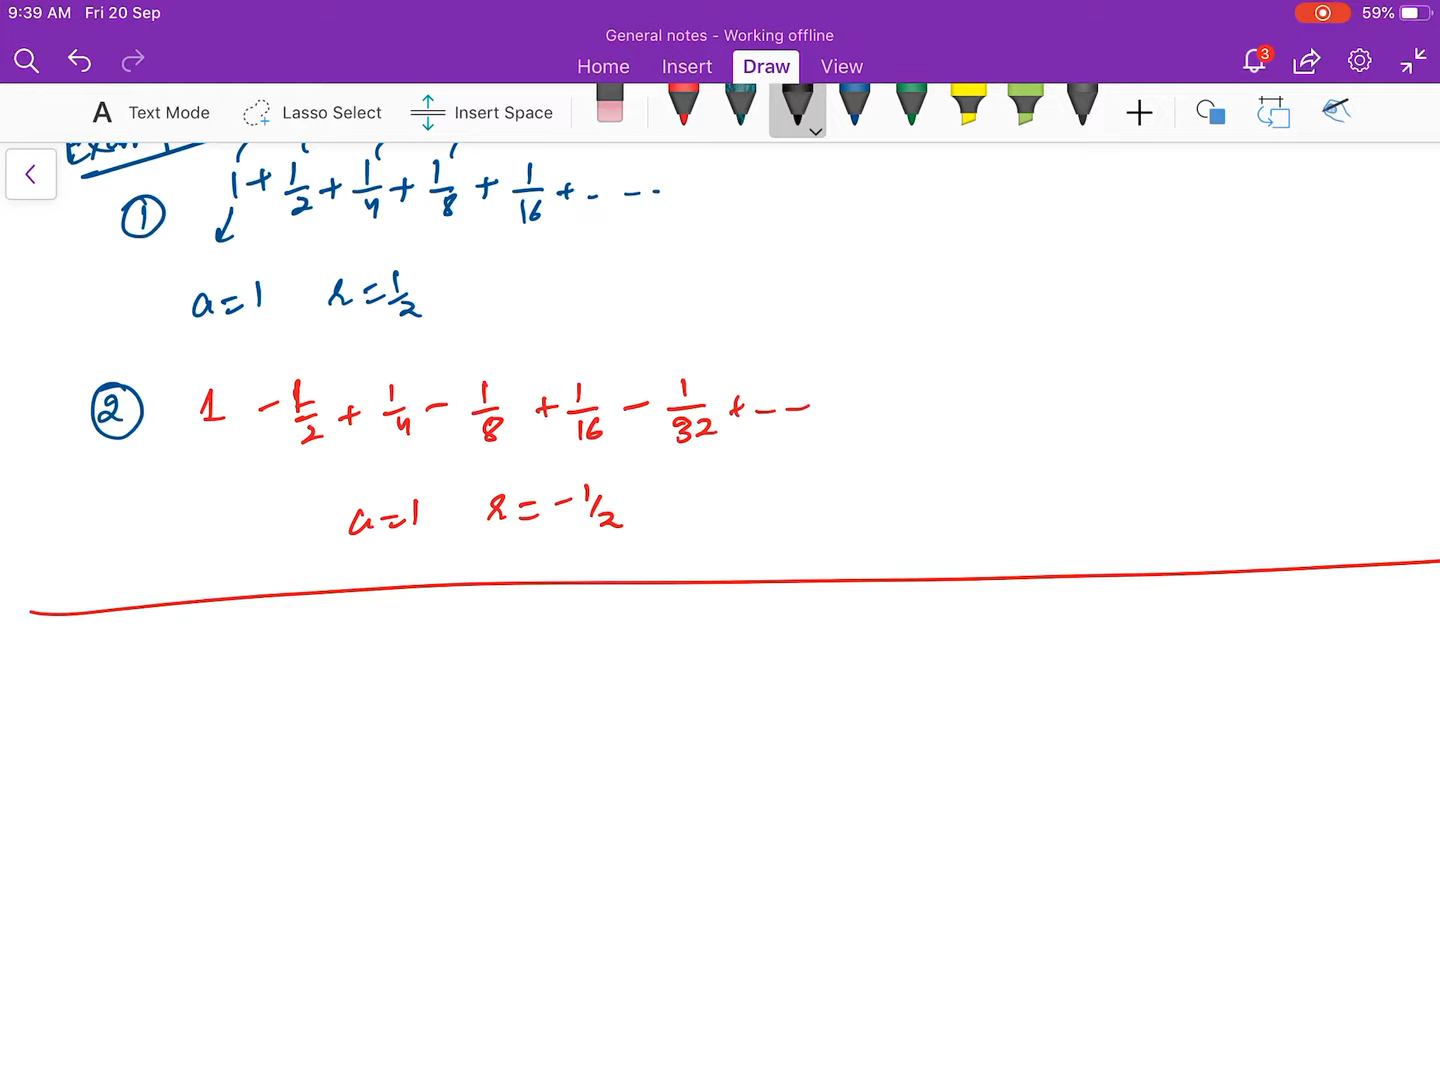 9:39 AM Fri 20 Sep
59%
General notes - Working offline
Home Insert Draw View
3
A Text Mode Lasso Select Insert Space
① 1 + 1/2 + 1/4 + 1/8 + 1/16 + - - - -
a = 1 r = 1/2
② 1 - 1/2 + 1/4 - 1/8 + 1/16 - 1/32 + - -
a = 1 r = - 1/2